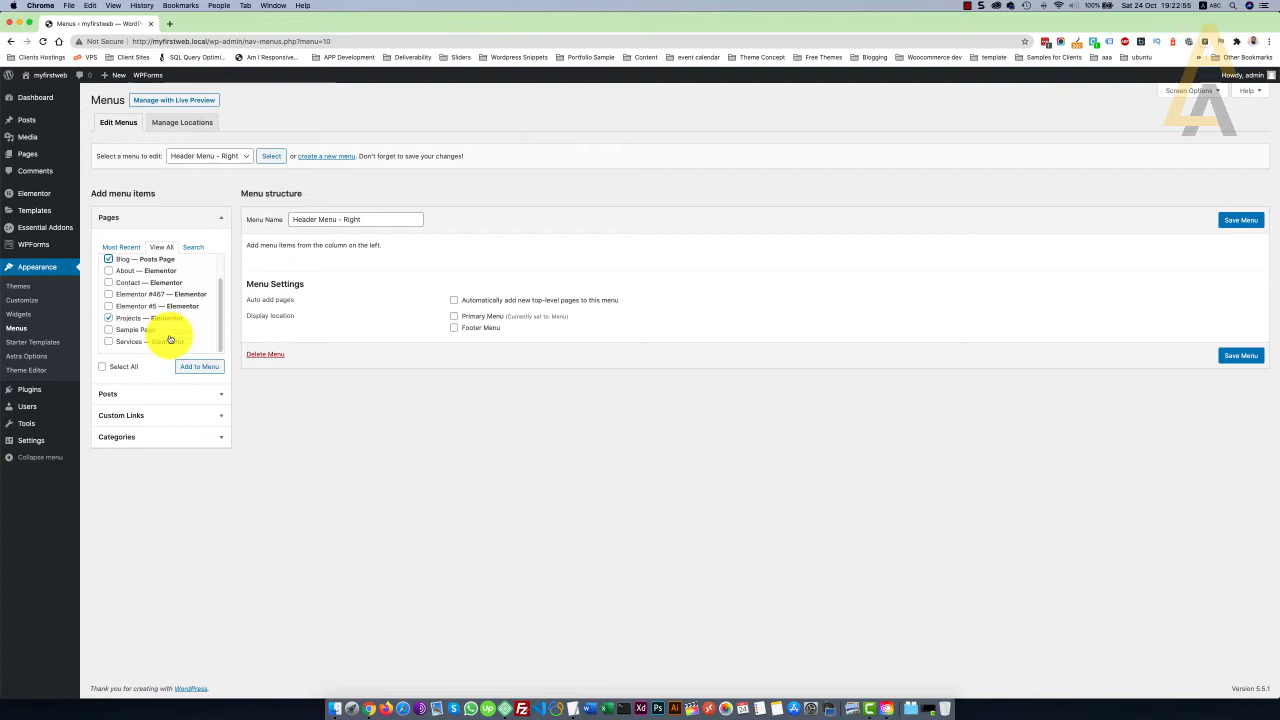 Chrome File Edit View History Bookmarks People Tab Window Help
100% Sat 24 Oct 19:22:55 ABC
Menus ‹ myfirstweb — WordPr
Not Secure http://myfirstweb.local/wp-admin/nav-menus.php?menu=10
Clients Hostings VPS Client Sites SQL Query Optimi... Am I Responsive... APP Development Deliverability Sliders Wordpress Snippets Portfolio Sample Content event calendar Theme Concept Free Themes Blogging Woocommerce dev template Samples for Clients aaa ubuntu » Other Bookmarks
myfirstweb 0 New WPForms Howdy, admin
Dashboard
Posts
Media
Pages
Comments
Elementor
Templates
Essential Addons
WPForms
Appearance
Themes
Customize
Widgets
Menus
Starter Templates
Astra Options
Theme Editor
Plugins
Users
Tools
Settings
Collapse menu
Screen Options Help
Menus Manage with Live Preview
Edit Menus Manage Locations
Select a menu to edit: Header Menu - Right Select or create a new menu. Don't forget to save your changes!
Add menu items
Pages
Most Recent View All Search
Blog — Posts Page
About — Elementor
Contact — Elementor
Elementor #467 — Elementor
Elementor #5 — Elementor
Projects — Elementor
Sample Page
Services — Elementor
Select All Add to Menu
Posts
Custom Links
Categories
Menu structure
Menu Name Header Menu - Right Save Menu
Add menu items from the column on the left.
Menu Settings
Auto add pages Automatically add new top-level pages to this menu
Display location Primary Menu (Currently set to: Menu)
Footer Menu
Delete Menu Save Menu
Thank you for creating with WordPress. Version 5.5.1